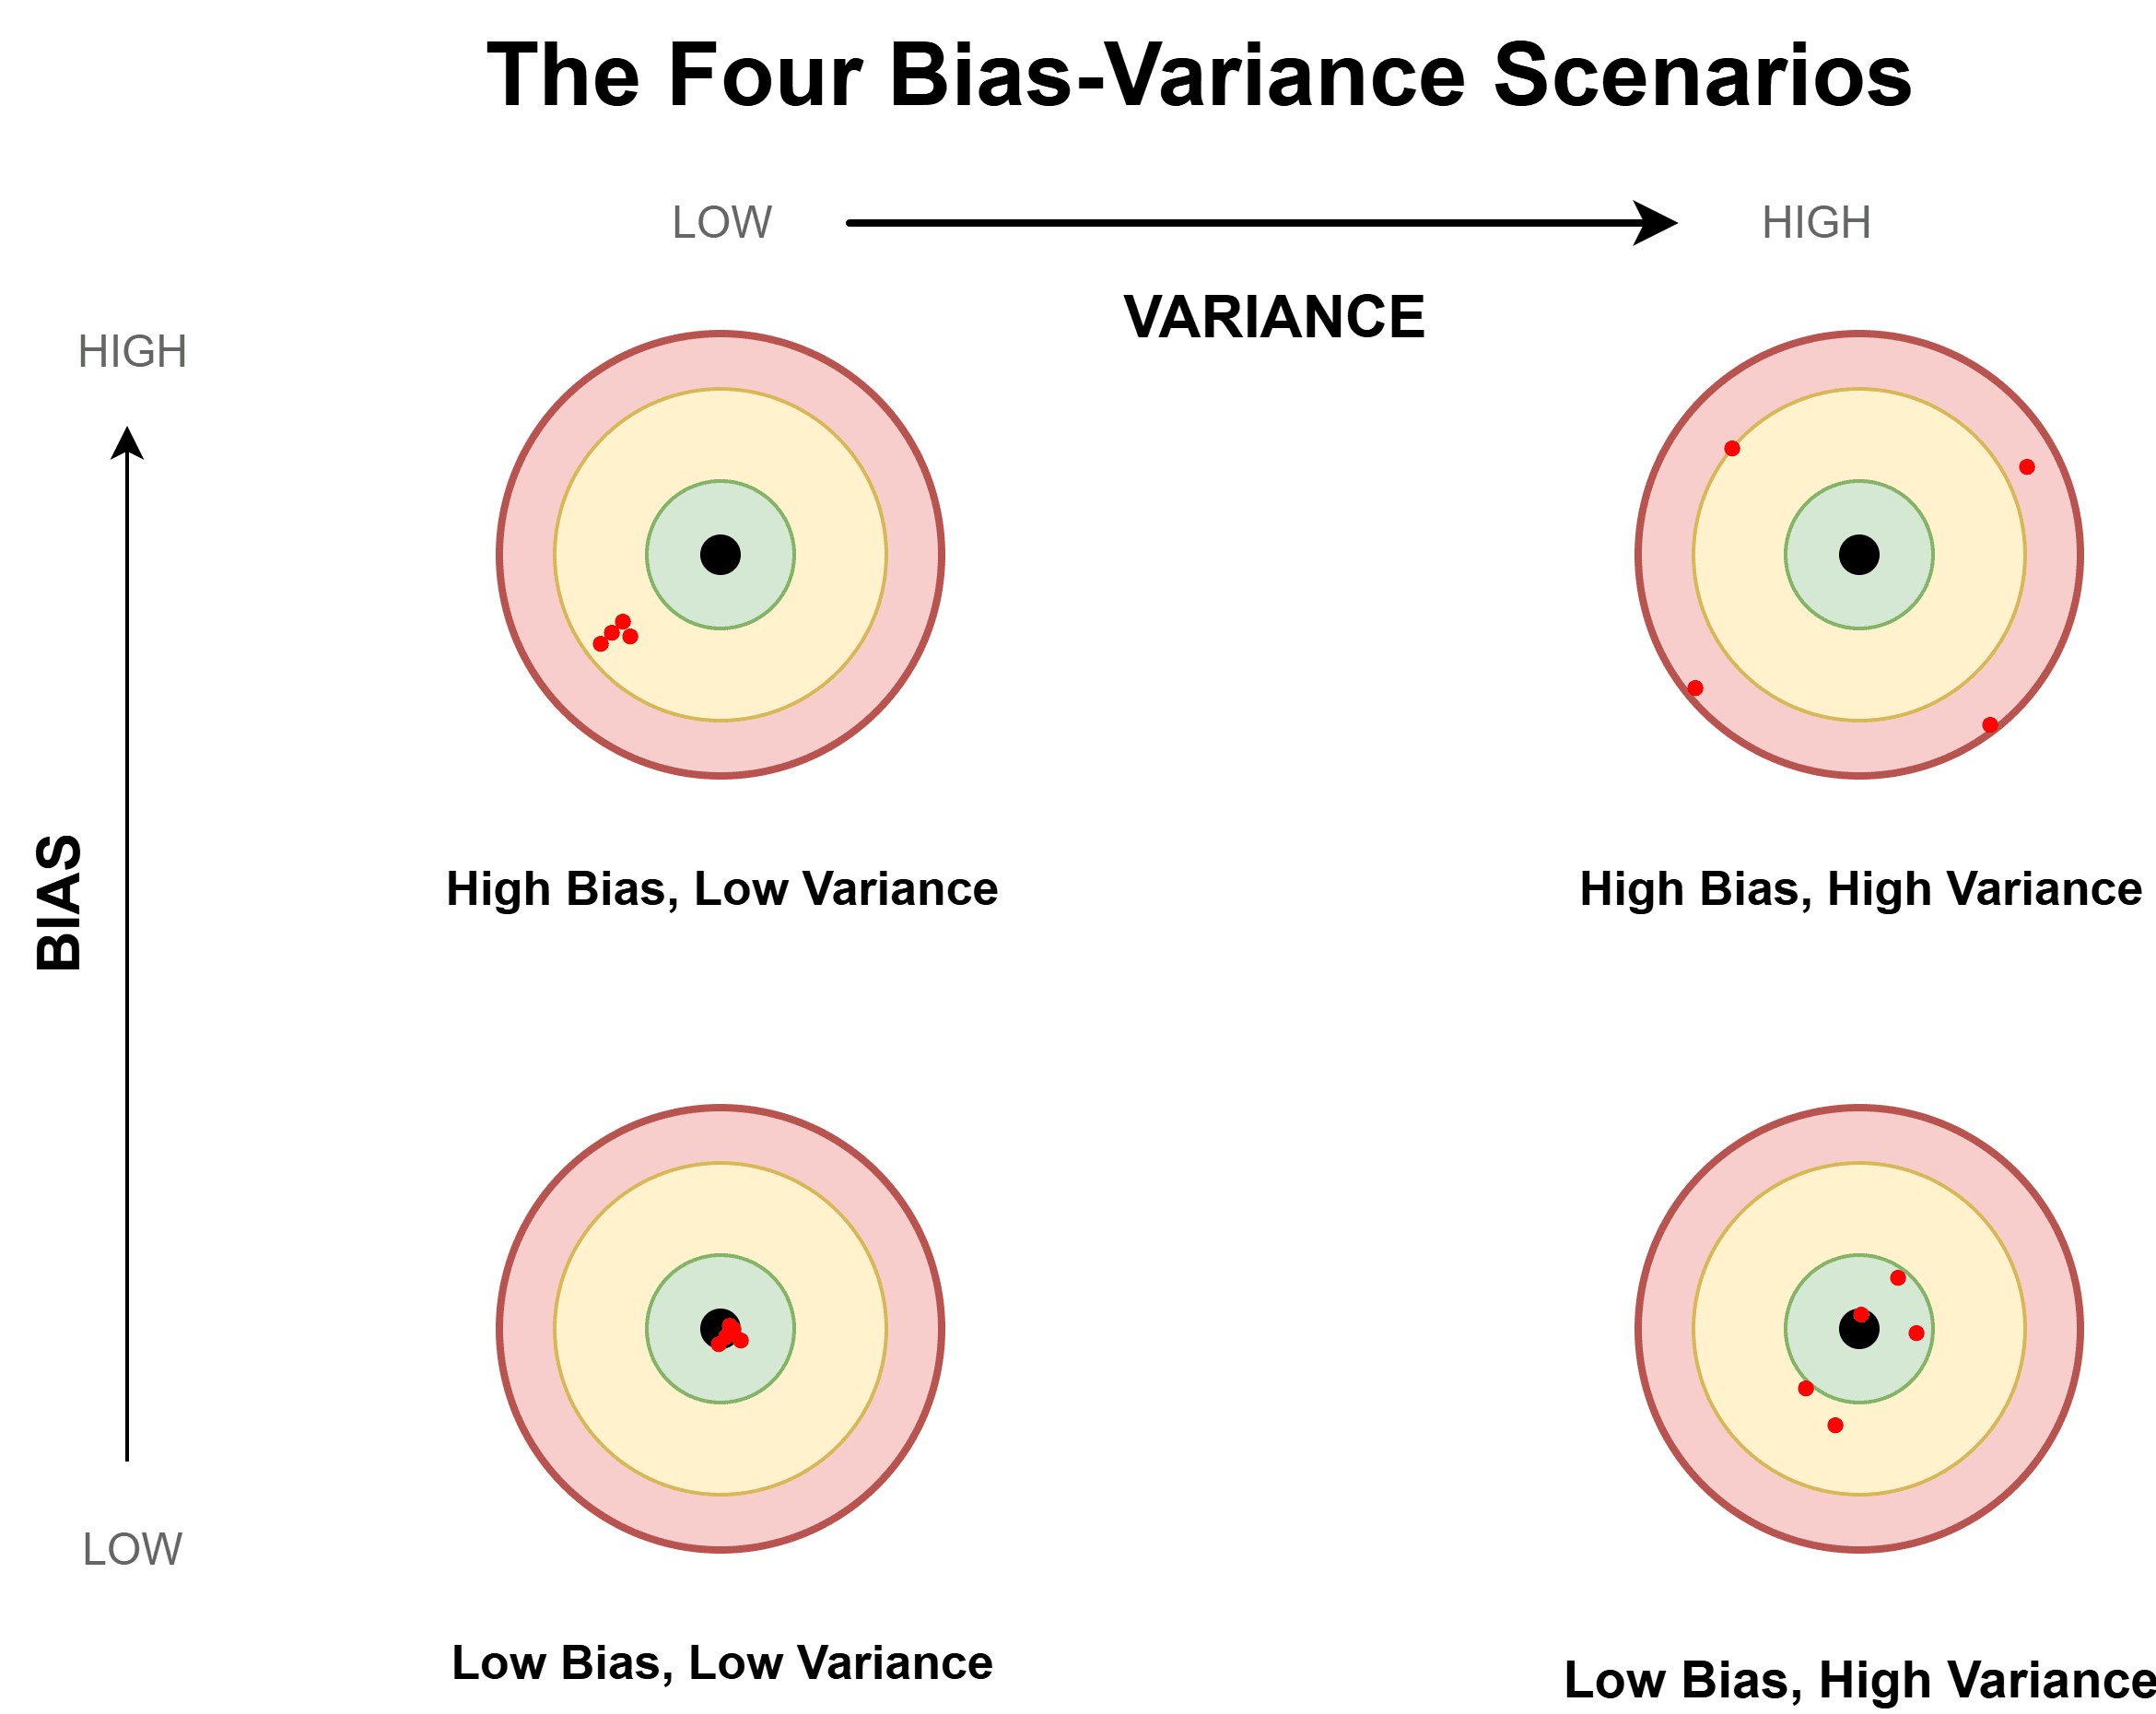 The Four Bias-Variance Scenarios
LOW
HIGH
VARIANCE
HIGH
BIAS
High Bias, Low Variance
High Bias, High Variance
LOW
Low Bias, Low Variance
Low Bias, High Variance